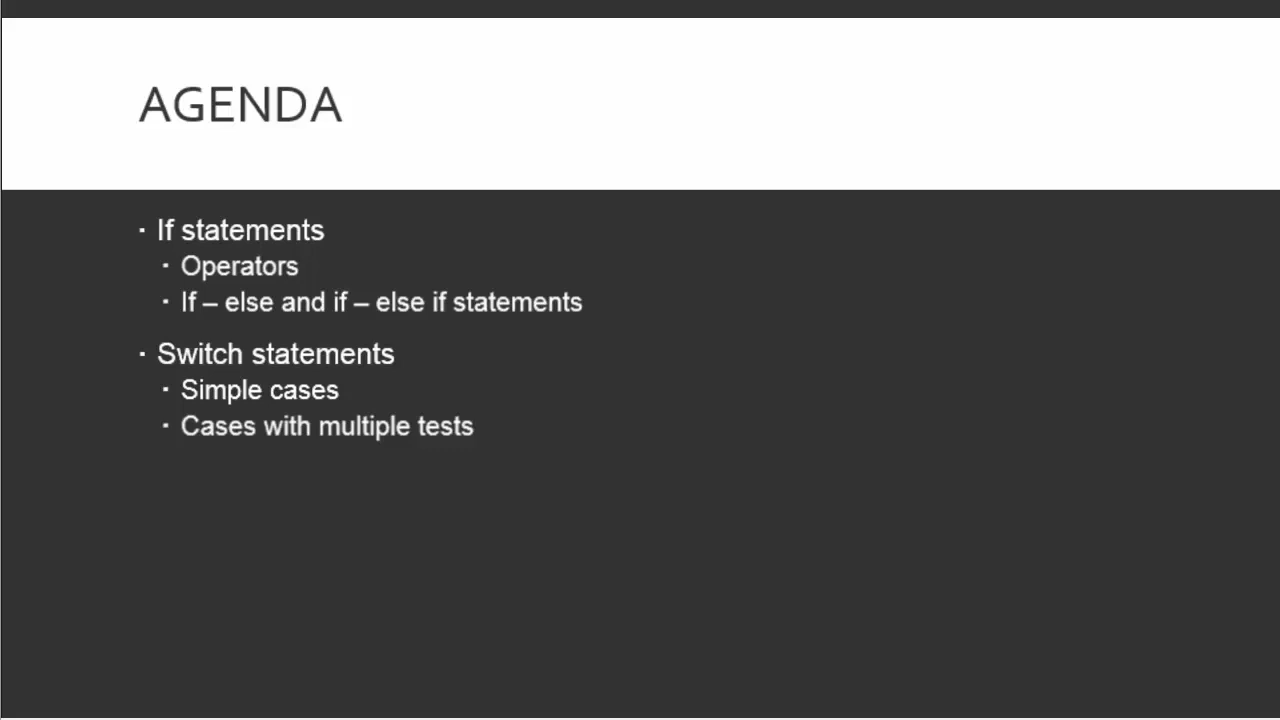 AGENDA
▪ If statements
▪ Operators
▪ If – else and if – else if statements
▪ Switch statements
▪ Simple cases
▪ Cases with multiple tests